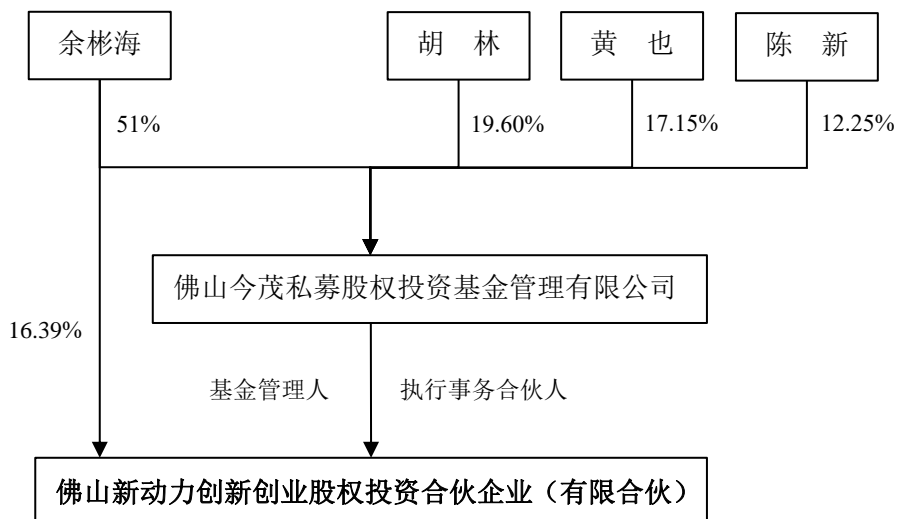 余彬海 胡 林 黄 也 陈 新
51% 19.60% 17.15% 12.25%
佛山今茂私募股权投资基金管理有限公司
16.39%
基金管理人 执行事务合伙人
佛山新动力创新创业股权投资合伙企业（有限合伙）